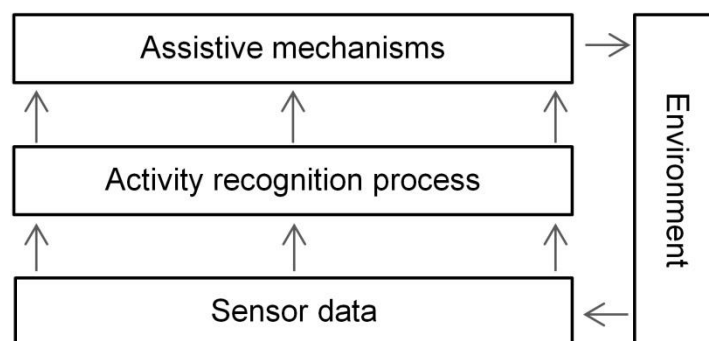 Assistive mechanisms
Environment
Activity recognition process
Sensor data